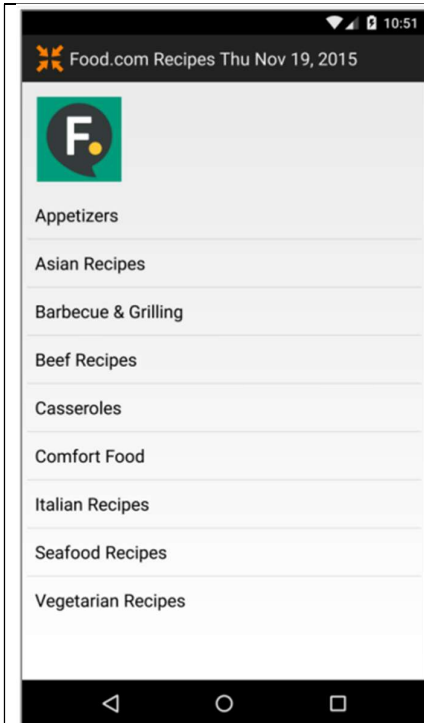 10:51
Food.com Recipes Thu Nov 19, 2015
F.
Appetizers
Asian Recipes
Barbecue & Grilling
Beef Recipes
Casseroles
Comfort Food
Italian Recipes
Seafood Recipes
Vegetarian Recipes